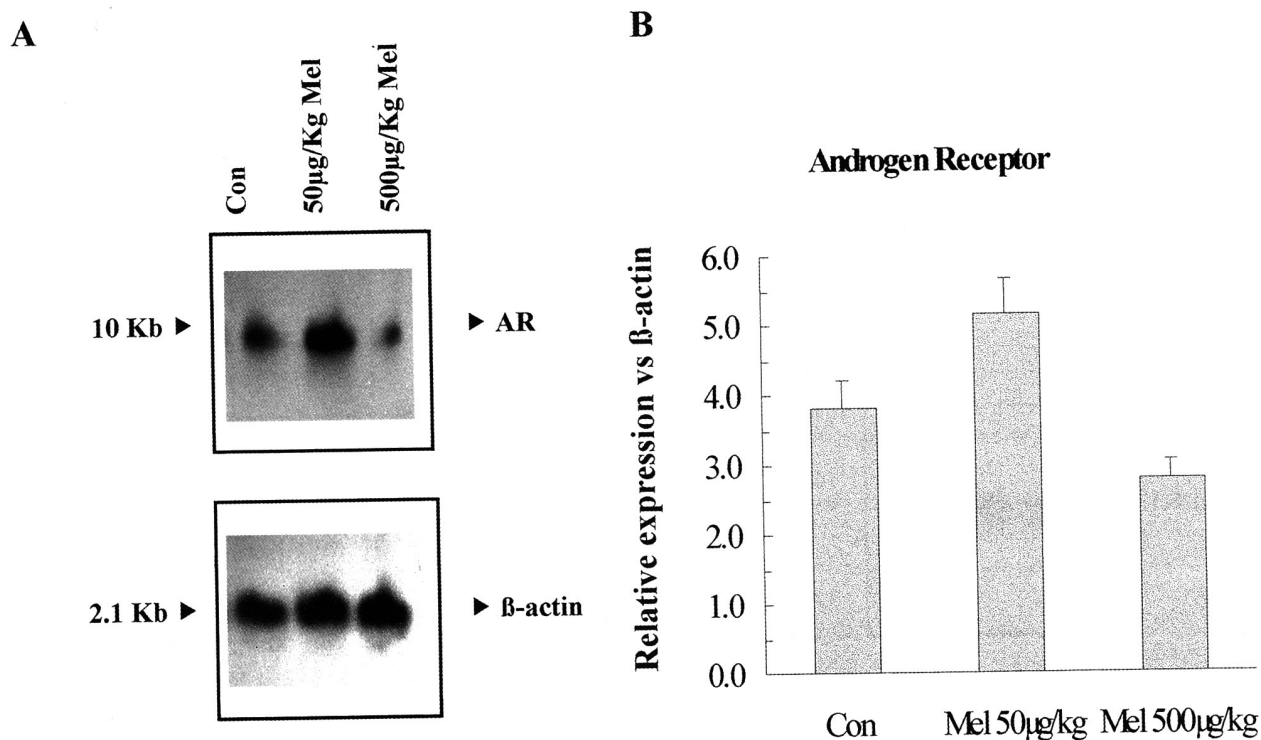 A
Con
50µg/Kg Mel
500µg/Kg Mel
10 Kb
AR
2.1 Kb
ß-actin
B
Androgen Receptor
Relative expression vs ß-actin
6.0
5.0
4.0
3.0
2.0
1.0
0.0
Con
Mel 50µg/kg
Mel 500µg/kg